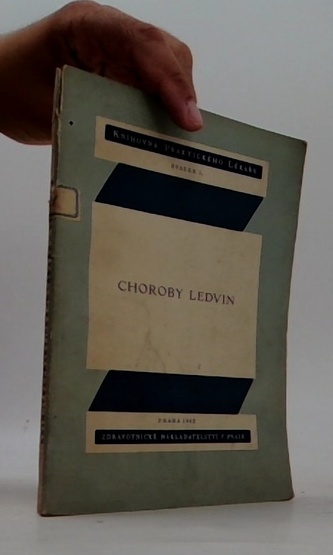 KNIHOVNA PRAKTICKÉHO LÉKAŘE
SVAZEK
CHOROBY LEDVIN
PRAHA
ZDRAVOTNICKÉ NAKLADATELSTVÍ V PRAZE